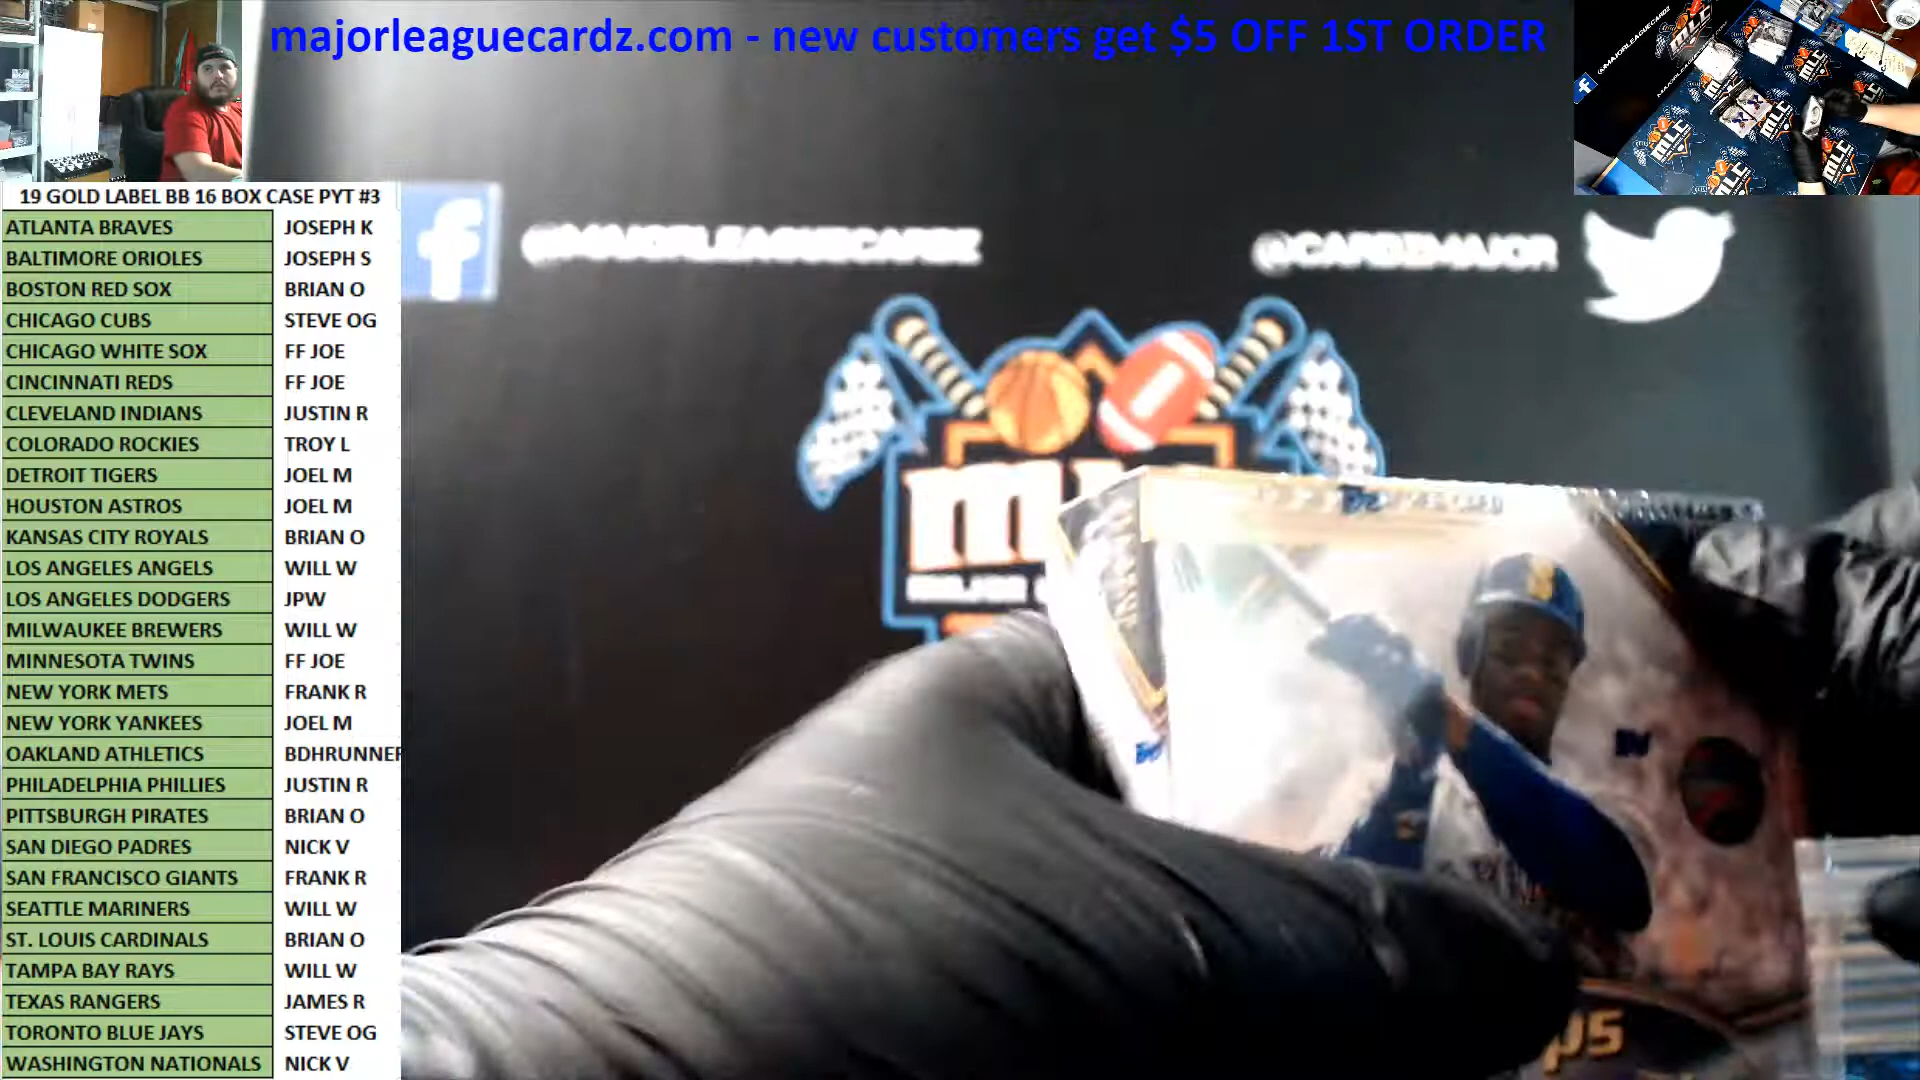 majorleaguecardz.com - new customers get $5 OFF 1ST ORDER
19 GOLD LABEL BB 16 BOX CASE PYT #3
ATLANTA BRAVES JOSEPH K
BALTIMORE ORIOLES JOSEPH S
BOSTON RED SOX BRIAN O
CHICAGO CUBS STEVE OG
CHICAGO WHITE SOX FF JOE
CINCINNATI REDS FF JOE
CLEVELAND INDIANS JUSTIN R
COLORADO ROCKIES TROY L
DETROIT TIGERS JOEL M
HOUSTON ASTROS JOEL M
KANSAS CITY ROYALS BRIAN O
LOS ANGELES ANGELS WILL W
LOS ANGELES DODGERS JPW
MILWAUKEE BREWERS WILL W
MINNESOTA TWINS FF JOE
NEW YORK METS FRANK R
NEW YORK YANKEES JOEL M
OAKLAND ATHLETICS BDHRUNNER
PHILADELPHIA PHILLIES JUSTIN R
PITTSBURGH PIRATES BRIAN O
SAN DIEGO PADRES NICK V
SAN FRANCISCO GIANTS FRANK R
SEATTLE MARINERS WILL W
ST. LOUIS CARDINALS BRIAN O
TAMPA BAY RAYS WILL W
TEXAS RANGERS JAMES R
TORONTO BLUE JAYS STEVE OG
WASHINGTON NATIONALS NICK V
f @MAJORLEAGUECARDZ
@CARDZMAJOR